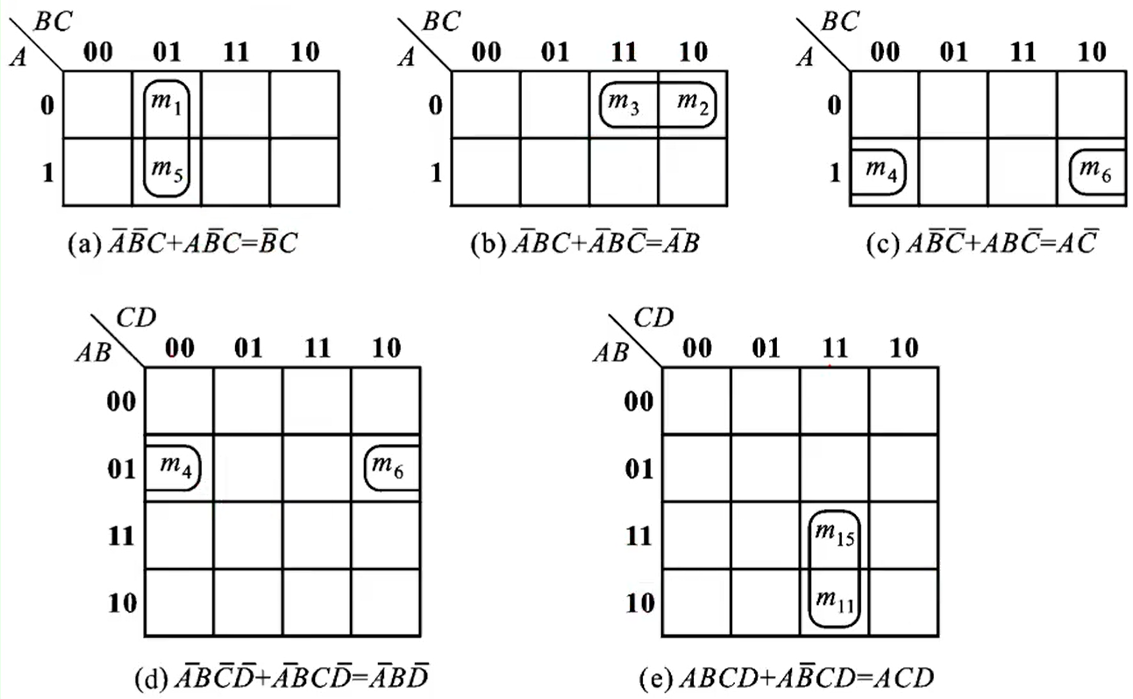 BC
A 00 01 11 10
0 m₁
1 m₅
(a) A̅B̅C+AB̅C=B̅C
BC
A 00 01 11 10
0 m₃ m₂
1
(b) A̅BC+A̅BC̅=A̅B
BC
A 00 01 11 10
0
1 m₄ m₆
(c) AB̅C̅+ABC̅=AC̅
CD
AB 00 01 11 10
00
01 m₄ m₆
11
10
(d) A̅BC̅D̅+A̅BCD̅=A̅BD̅
CD
AB 00 01 11 10
00
01
11 m₁₅
10 m₁₁
(e) ABCD+AB̅CD=ACD